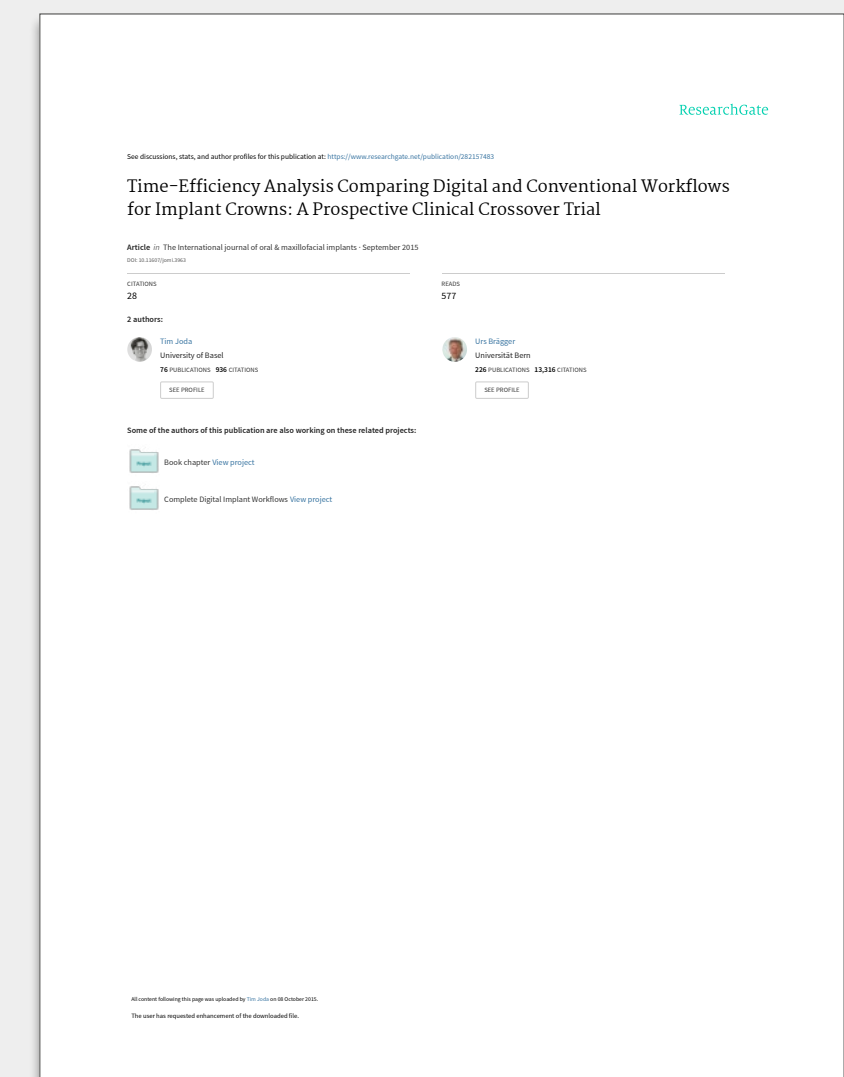 ResearchGate
See discussions, stats, and author profiles for this publication at: https://www.researchgate.net/publication/282157483
Time-Efficiency Analysis Comparing Digital and Conventional Workflows
for Implant Crowns: A Prospective Clinical Crossover Trial
Article in The International journal of oral & maxillofacial implants · September 2015
DOI: 10.11607/jomi.3963
CITATIONS
28
READS
577
2 authors:
Tim Joda
University of Basel
76 PUBLICATIONS 936 CITATIONS
SEE PROFILE
Urs Brägger
Universität Bern
226 PUBLICATIONS 13,316 CITATIONS
SEE PROFILE
Some of the authors of this publication are also working on these related projects:
Project
Book chapter View project
Project
Complete Digital Implant Workflows View project
All content following this page was uploaded by Tim Joda on 08 October 2015.
The user has requested enhancement of the downloaded file.